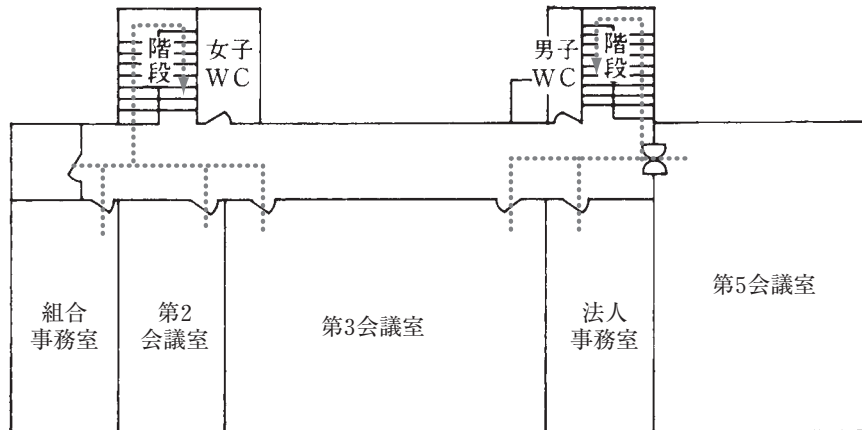 階
段
女子
WC
男子
WC
階
段
組合
事務室
第2
会議室
第3会議室
法人
事務室
第5会議室